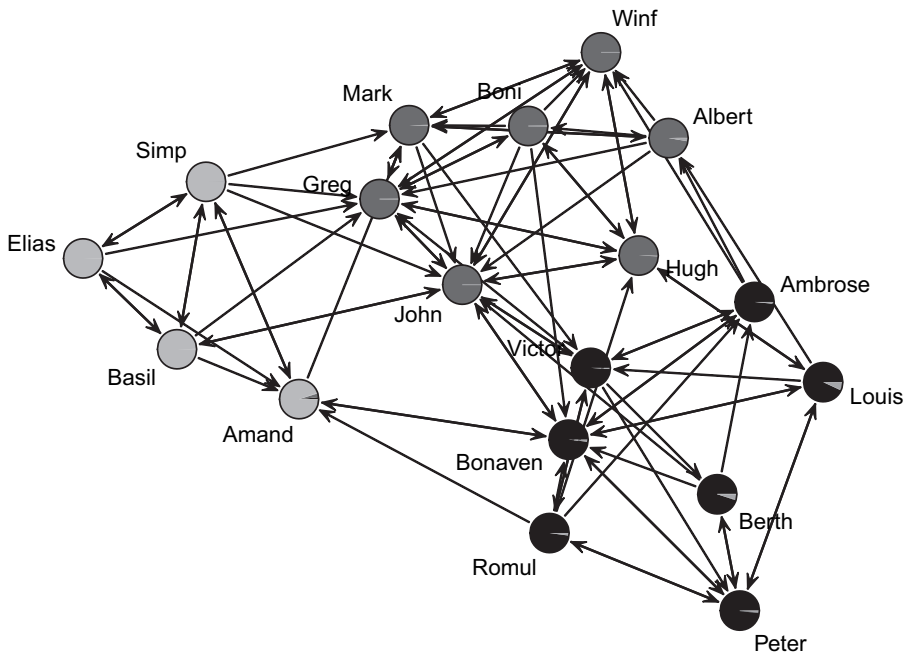 Winf
Mark
Boni
Albert
Simp
Greg
Elias
Hugh
Ambrose
John
Victor
Basil
Louis
Amand
Bonaven
Berth
Romul
Peter